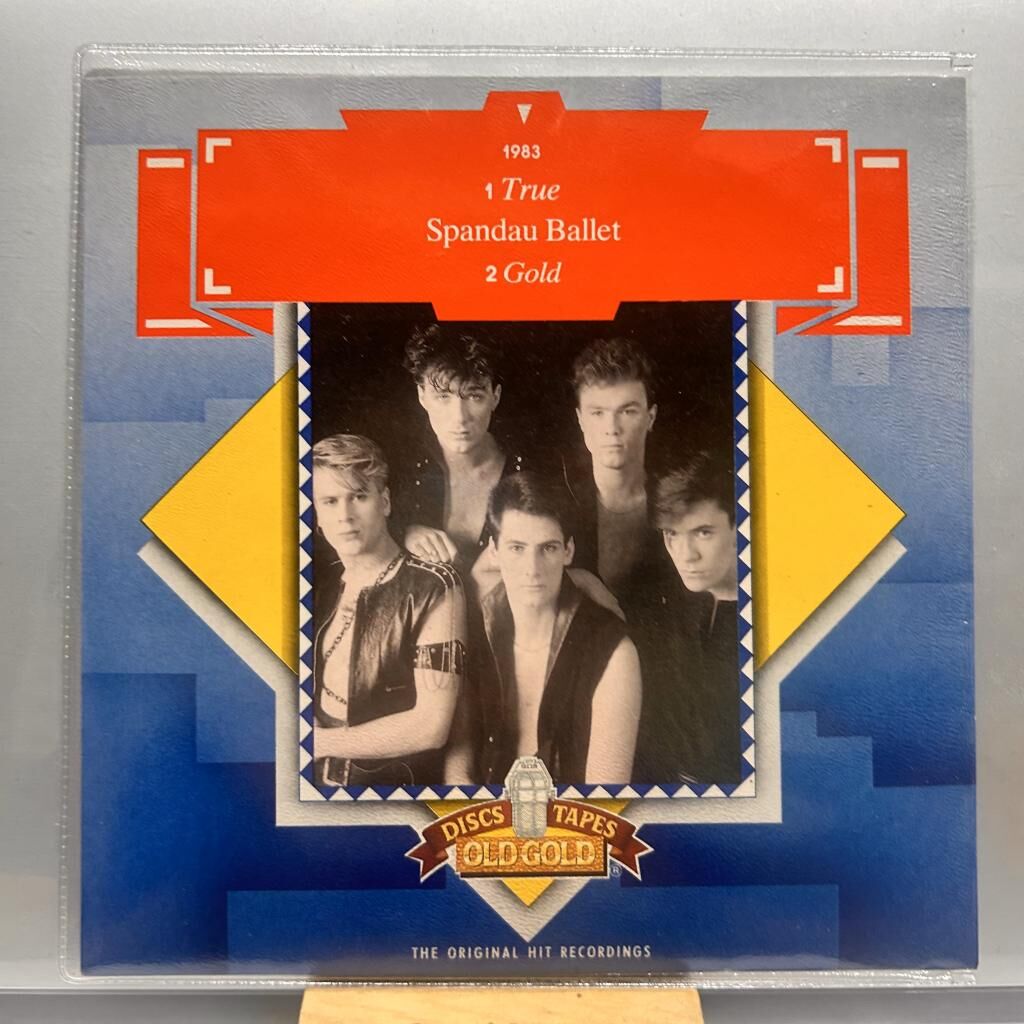 1983
1 True
Spandau Ballet
2 Gold
DISCS TAPES
OLD GOLD
®
THE ORIGINAL HIT RECORDINGS